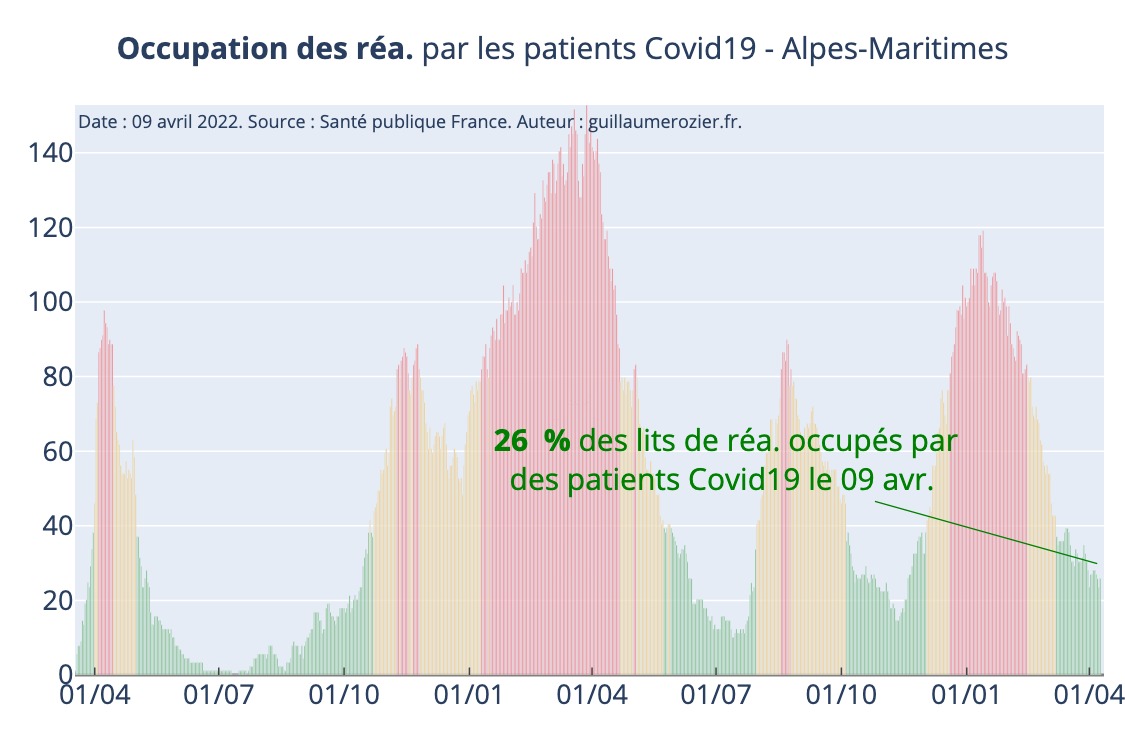 Occupation des réa. par les patients Covid19 - Alpes-Maritimes
Date : 09 avril 2022. Source : Santé publique France. Auteur : guillaumerozier.fr.
140
120
100
80
60
40
20
0
26 % des lits de réa. occupés par
des patients Covid19 le 09 avr.
01/04 01/07 01/10 01/01 01/04 01/07 01/10 01/01 01/04